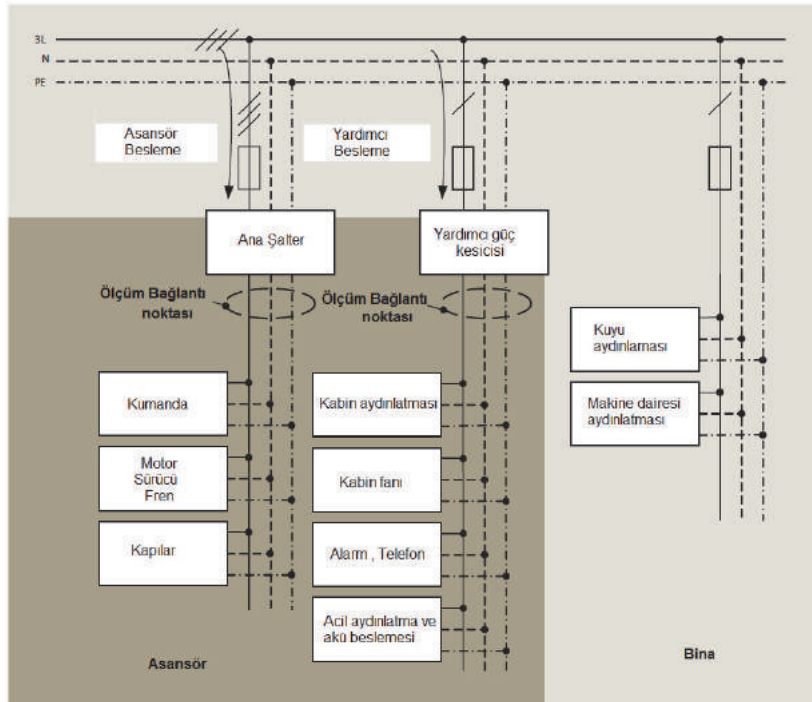 3L
N
PE
Asansör
Besleme
Yardımcı
Besleme
Ana Şalter
Yardımcı güç
kesicisi
Ölçüm Bağlantı
noktası
Ölçüm Bağlantı
noktası
Kuyu
aydınlaması
Makine dairesi
aydınlatması
Kumanda
Motor
Sürücü
Fren
Kapılar
Kabin aydınlatması
Kabin fanı
Alarm , Telefon
Acil aydınlatma ve
akü beslemesi
Asansör
Bina